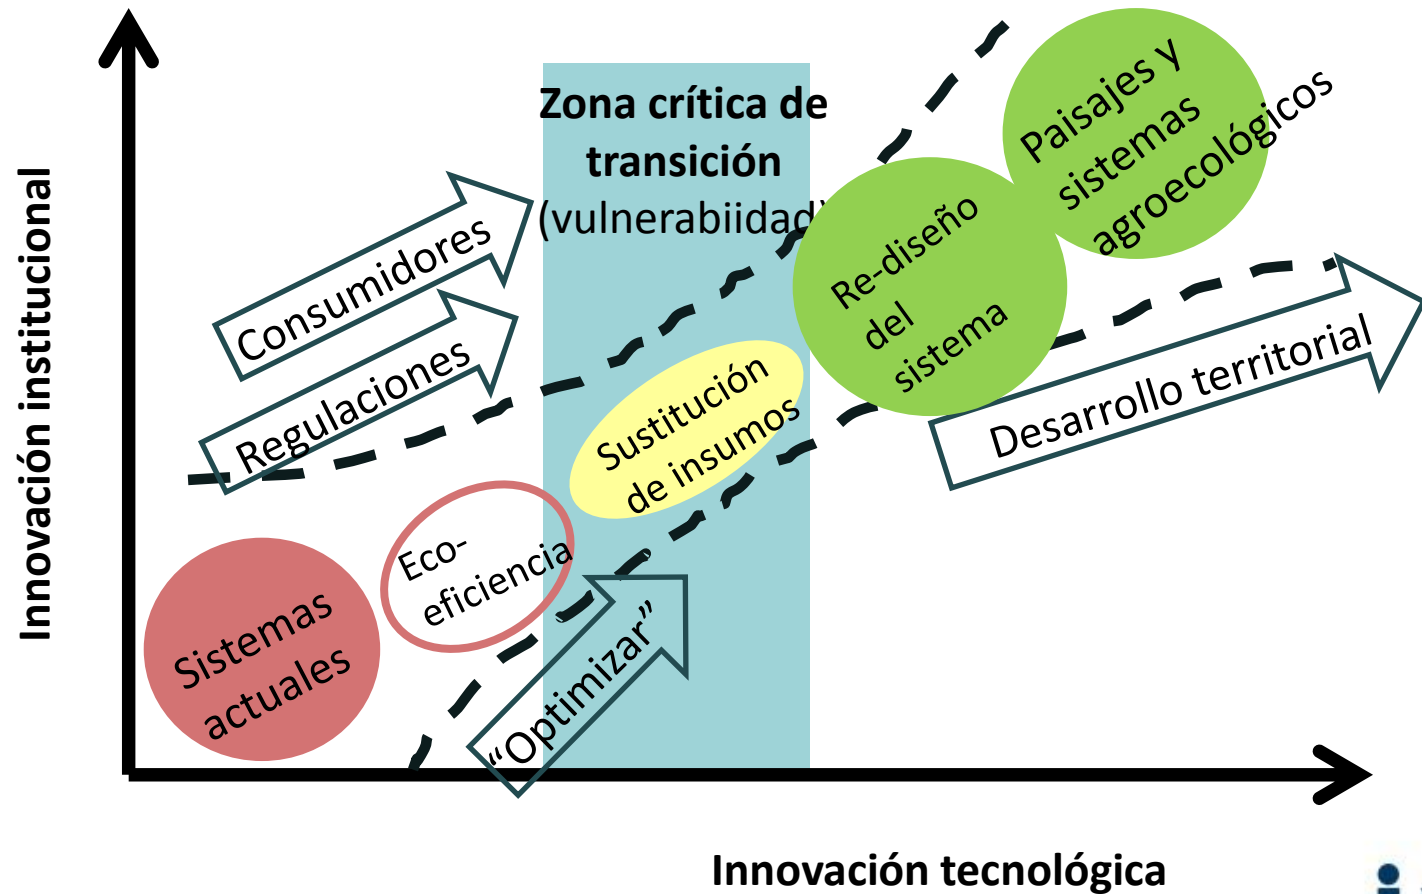 Zona crítica de
transición
(vulnerabiidad)
Paisajes y
sistemas
agroecológicos
Re-diseño
del
sistema
Consumidores
Regulaciones
Desarrollo territorial
Sustitución
de insumos
Eco-
eficiencia
Sistemas
actuales
“Optimizar”
Innovación institucional
Innovación tecnológica